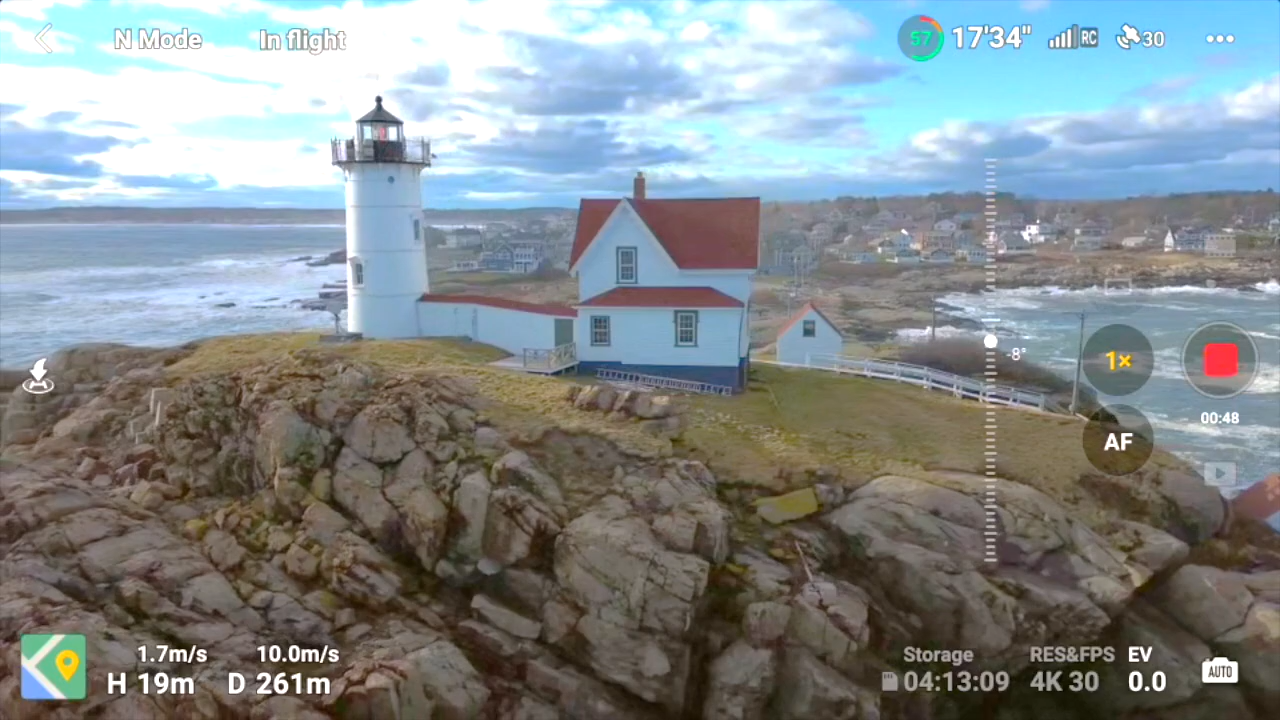 N Mode In flight 57 17'34" RC 30
-8°
1×
00:48
AF
1.7m/s 10.0m/s
H 19m D 261m
Storage RES&FPS EV
04:13:09 4K 30 0.0
AUTO